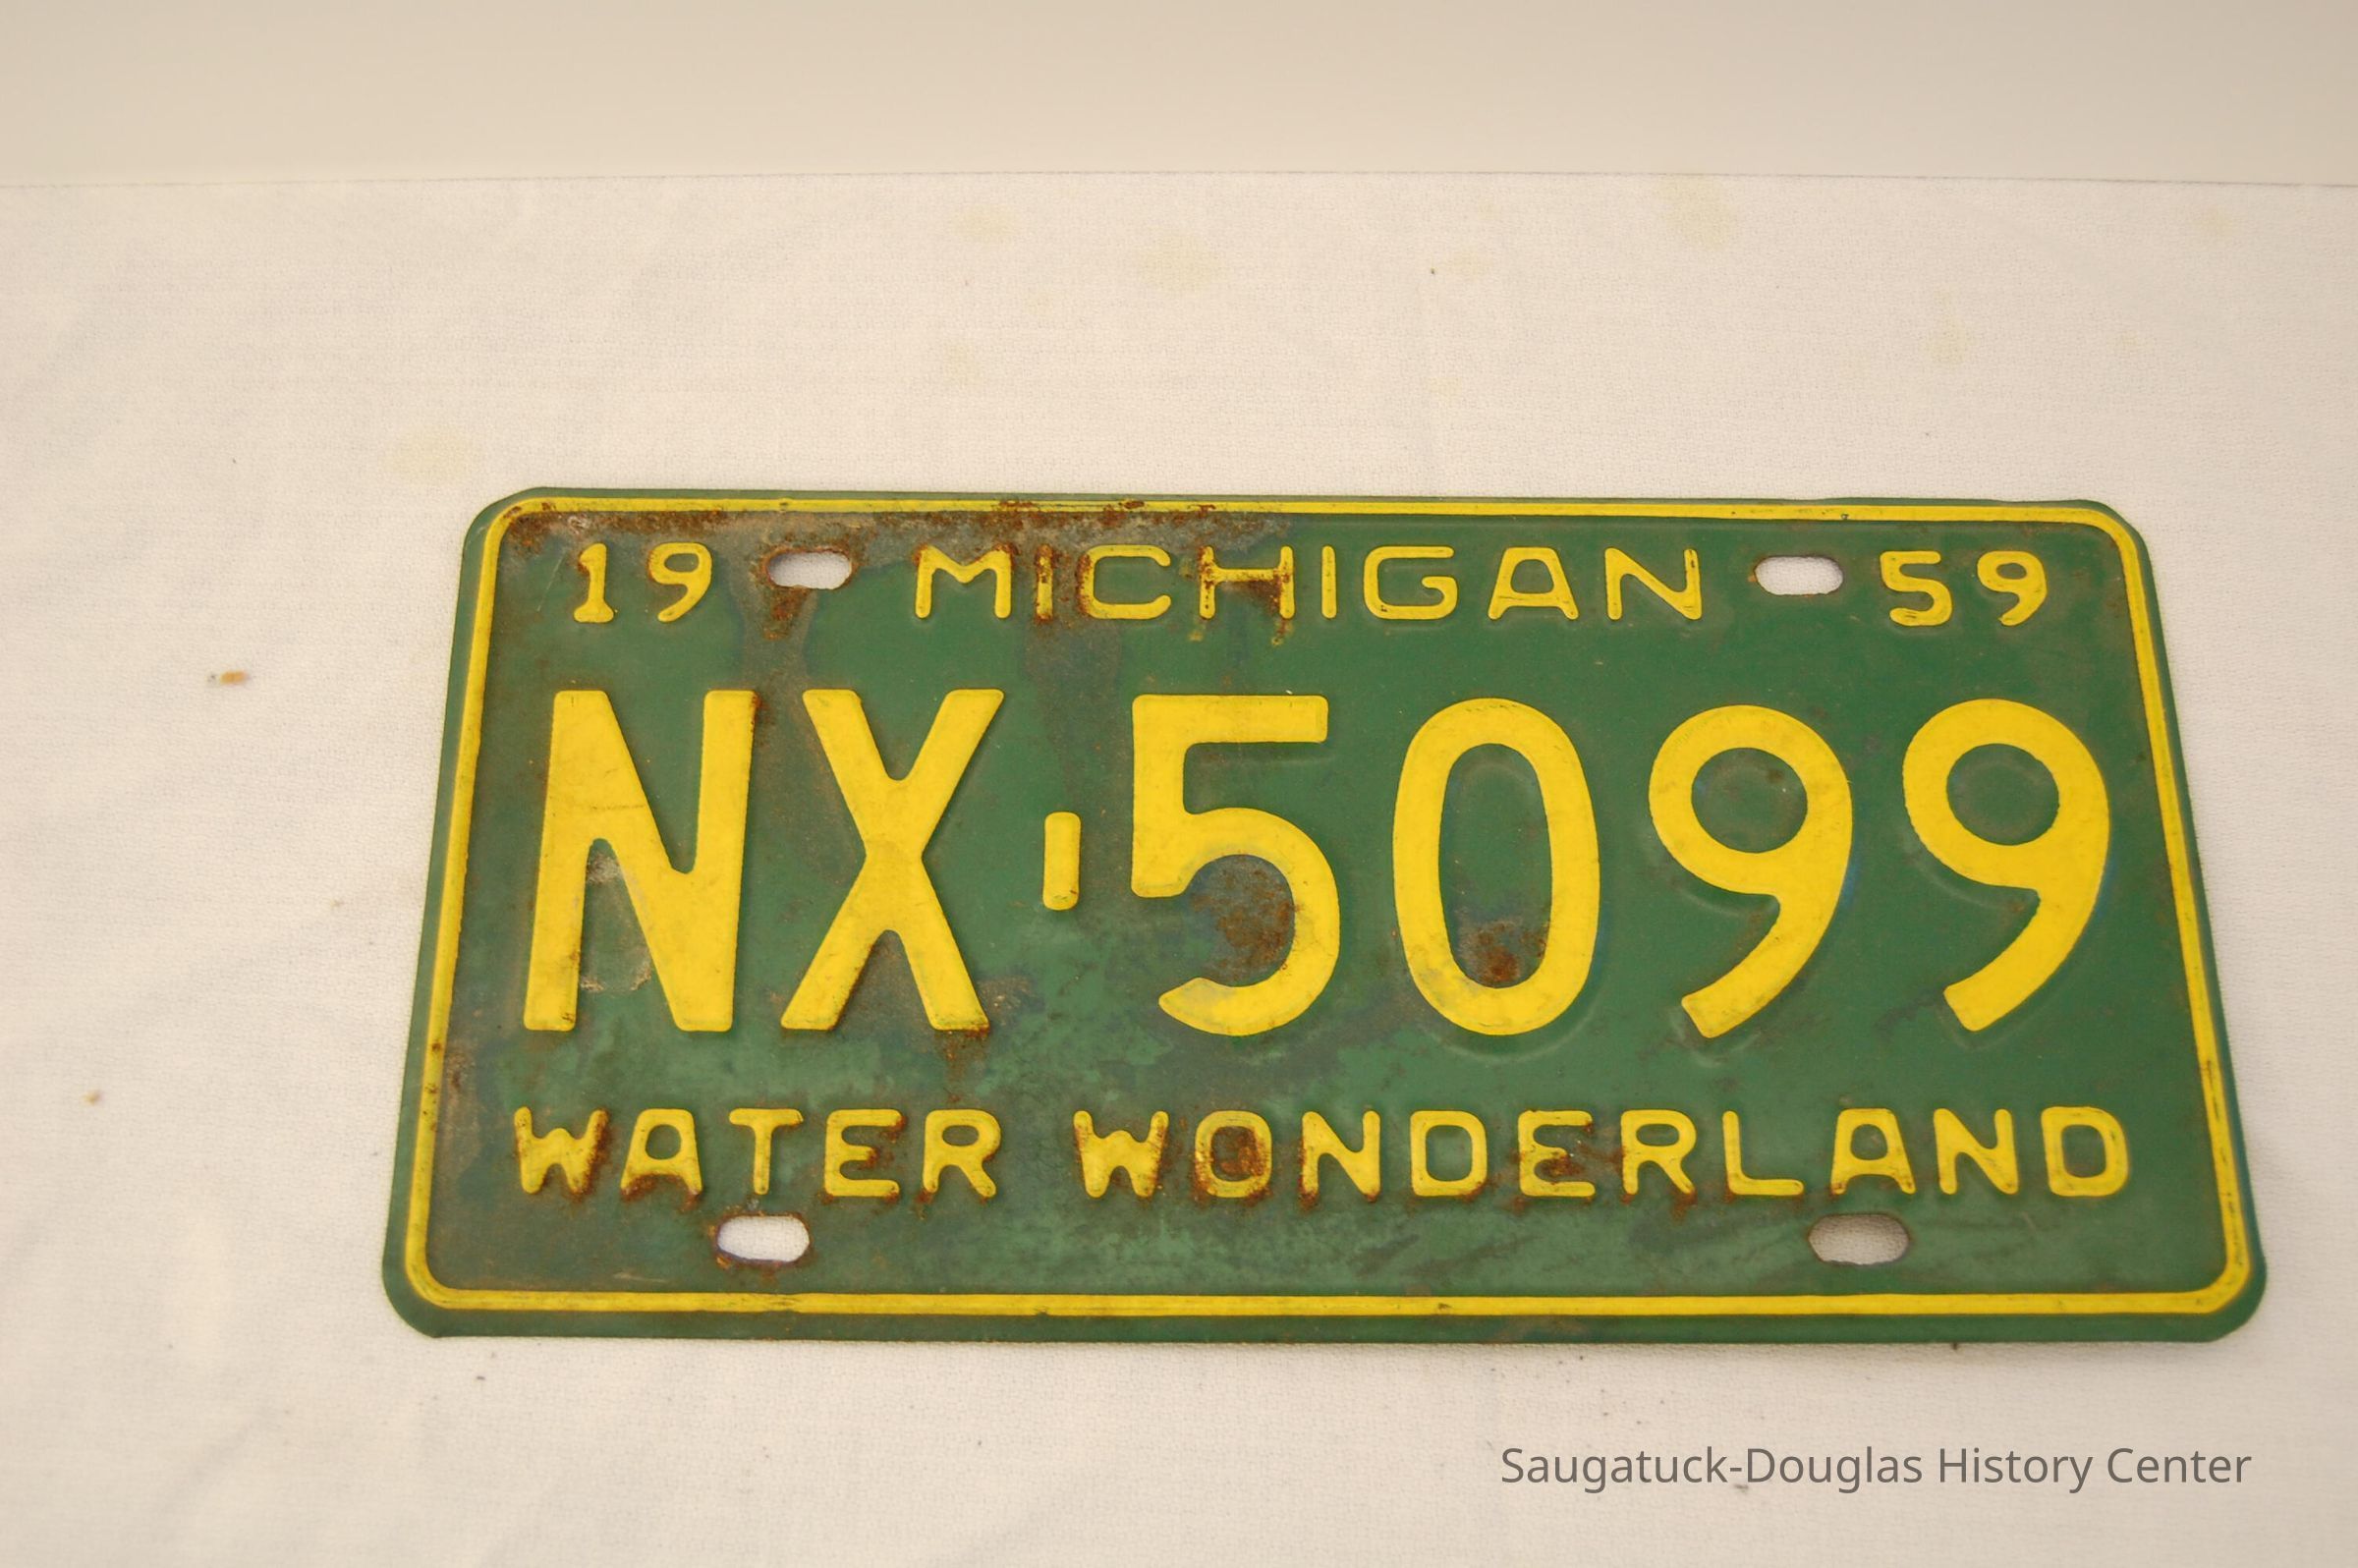 19 MICHIGAN 59
NX-5099
WATER WONDERLAND
Saugatuck-Douglas History Center